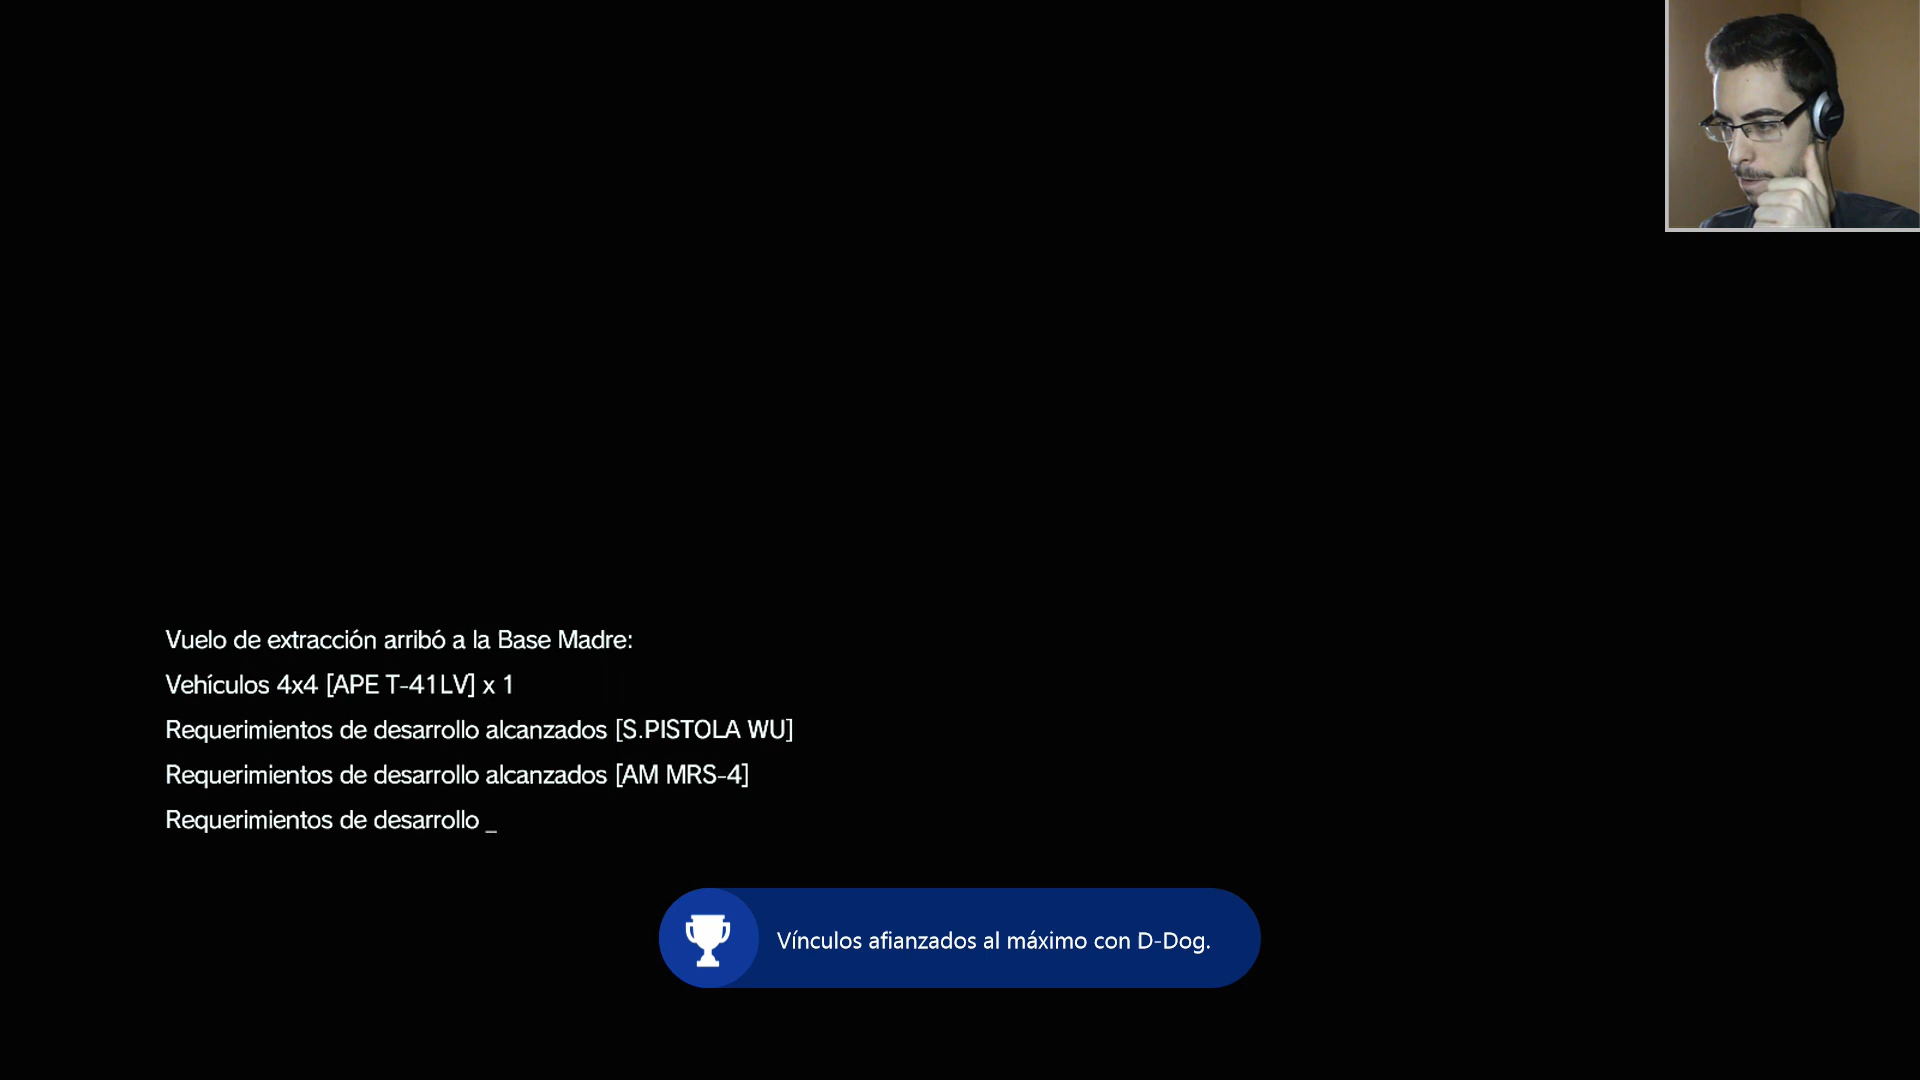 Vuelo de extracción arribó a la Base Madre:
Vehículos 4x4 [APE T-41LV] x 1
Requerimientos de desarrollo alcanzados [S.PISTOLA WU]
Requerimientos de desarrollo alcanzados [AM MRS-4]
Requerimientos de desarrollo _
Vínculos afianzados al máximo con D-Dog.